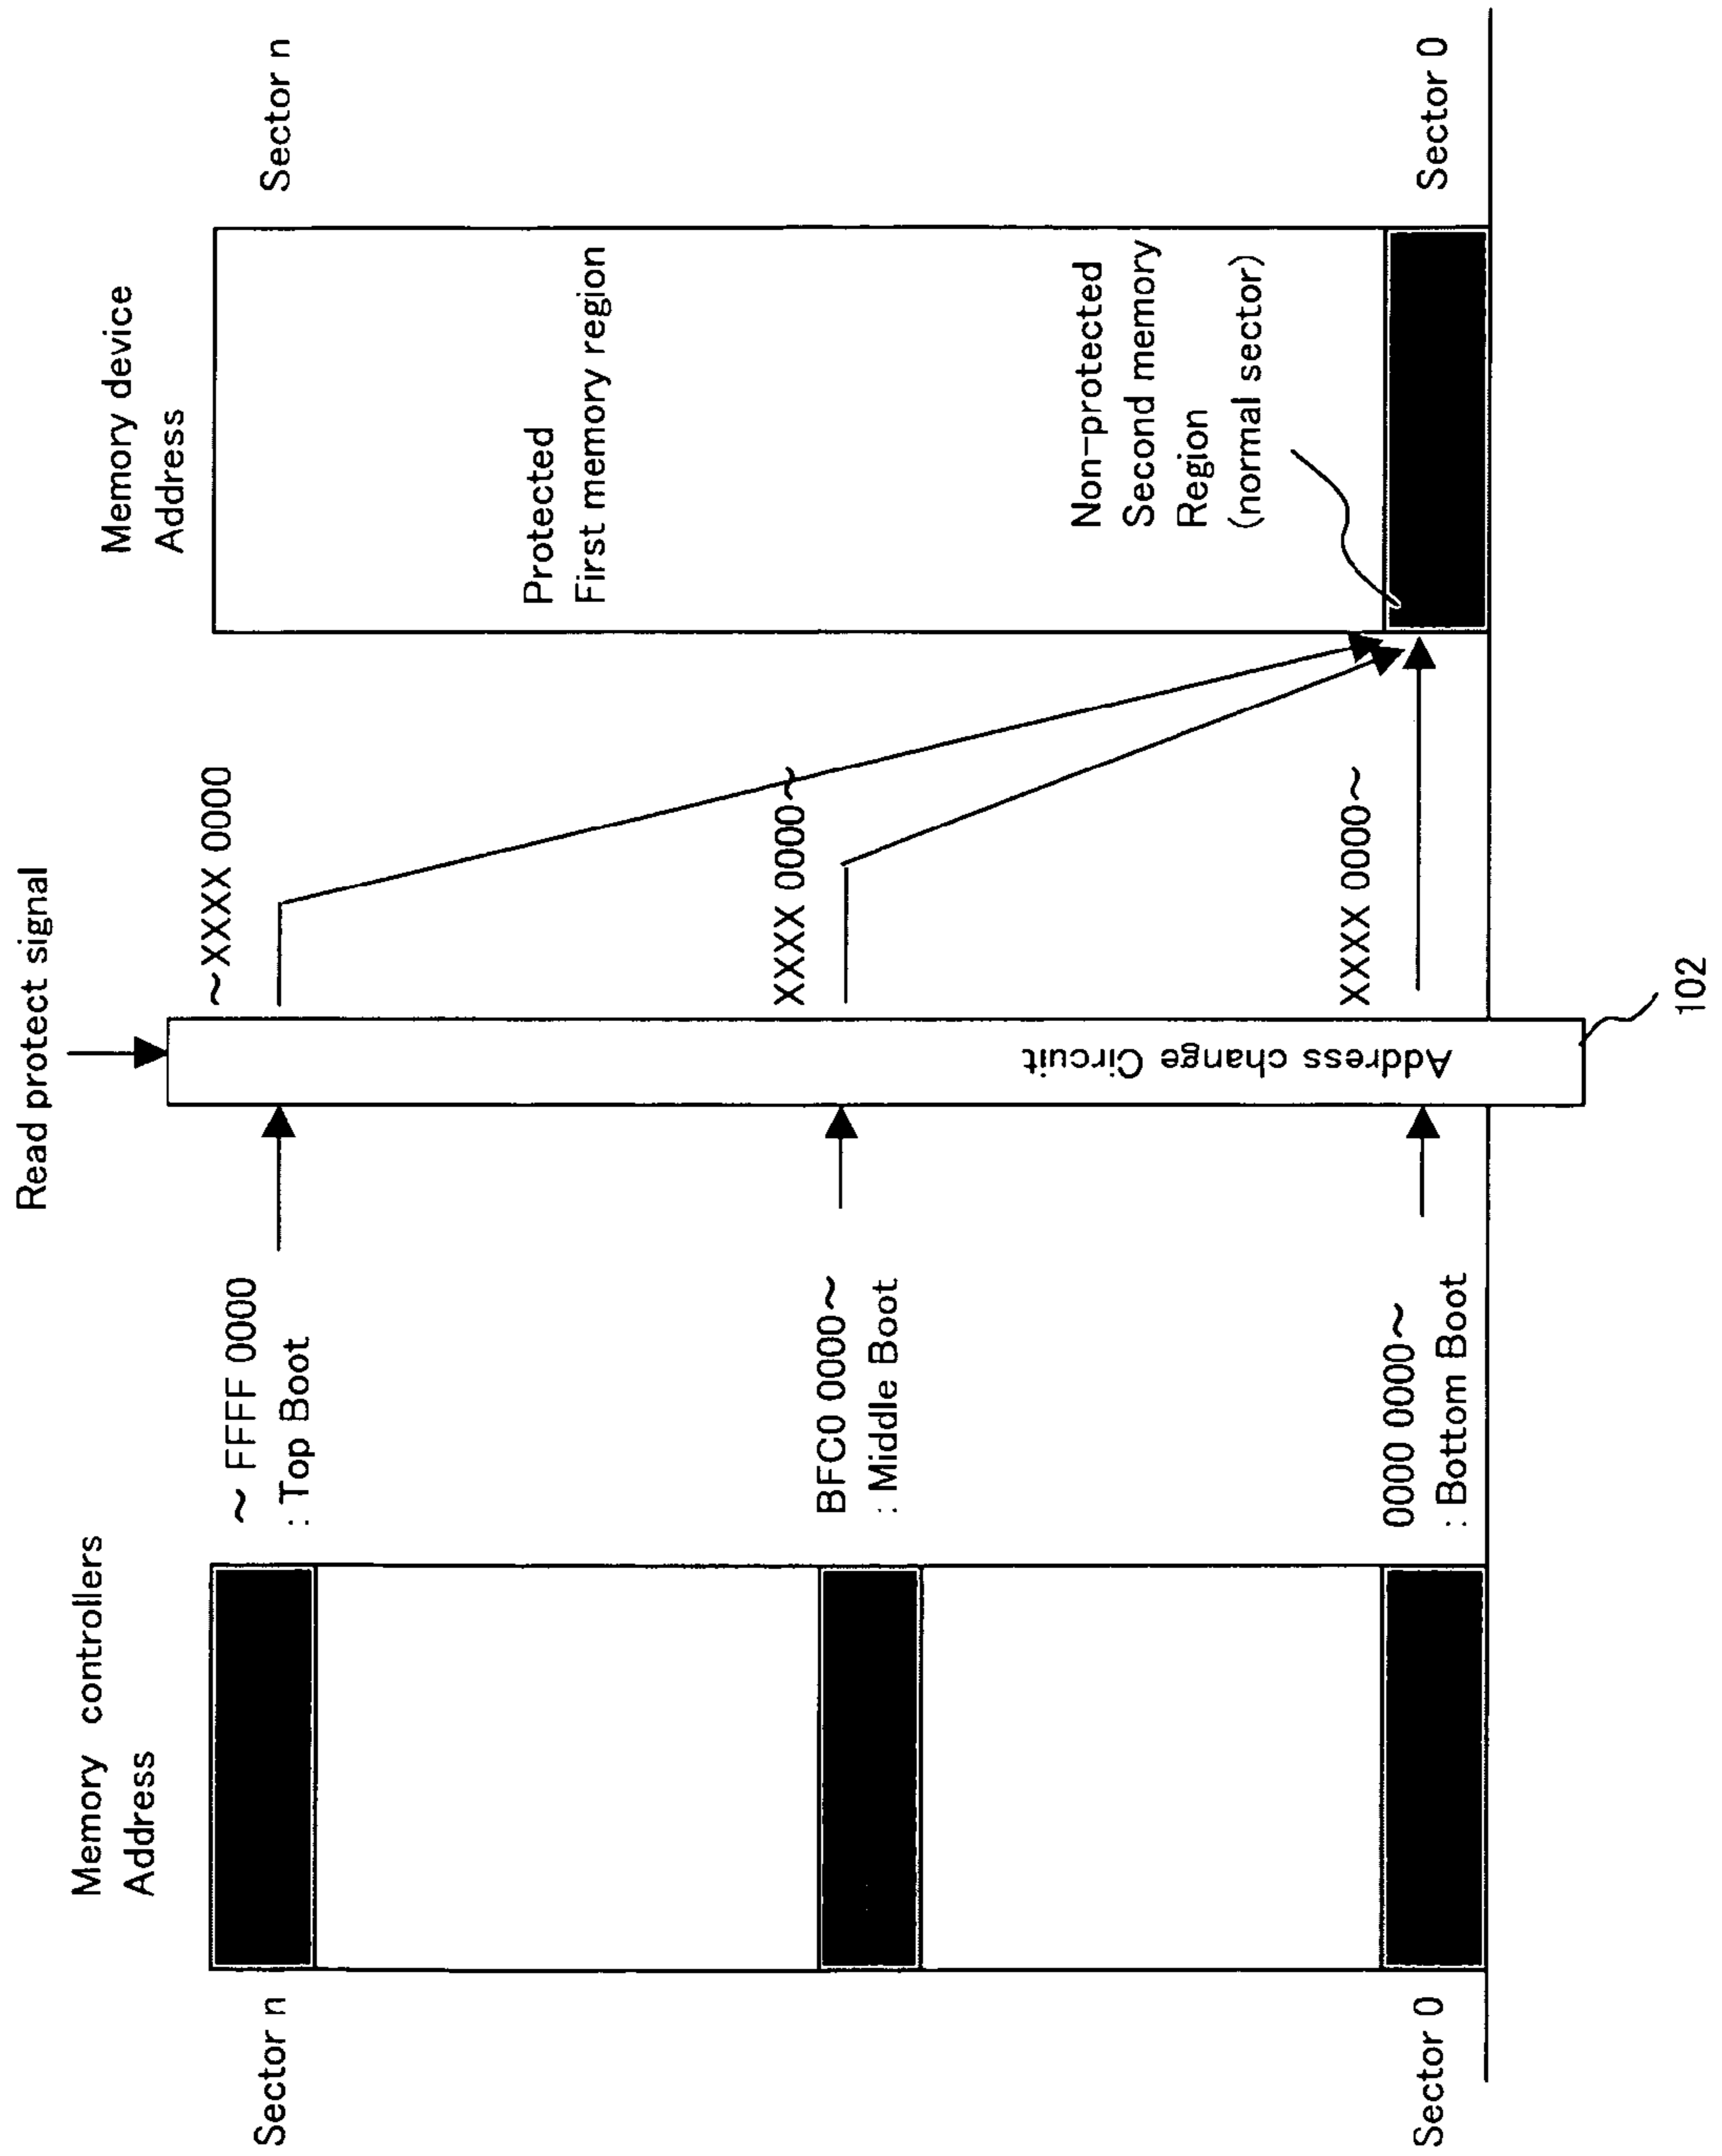 Read protect signal
Memory controllers
Address
Memory device
Address
Sector n
~ FFFF 0000
: Top Boot
~XXXX 0000
Sector n
Protected
First memory region
BFC0 0000~
: Middle Boot
XXXX 0000~
Address change Circuit
Non-protected
Second memory
Region
(normal sector)
Sector 0
0000 0000~
: Bottom Boot
XXXX 0000~
Sector 0
102